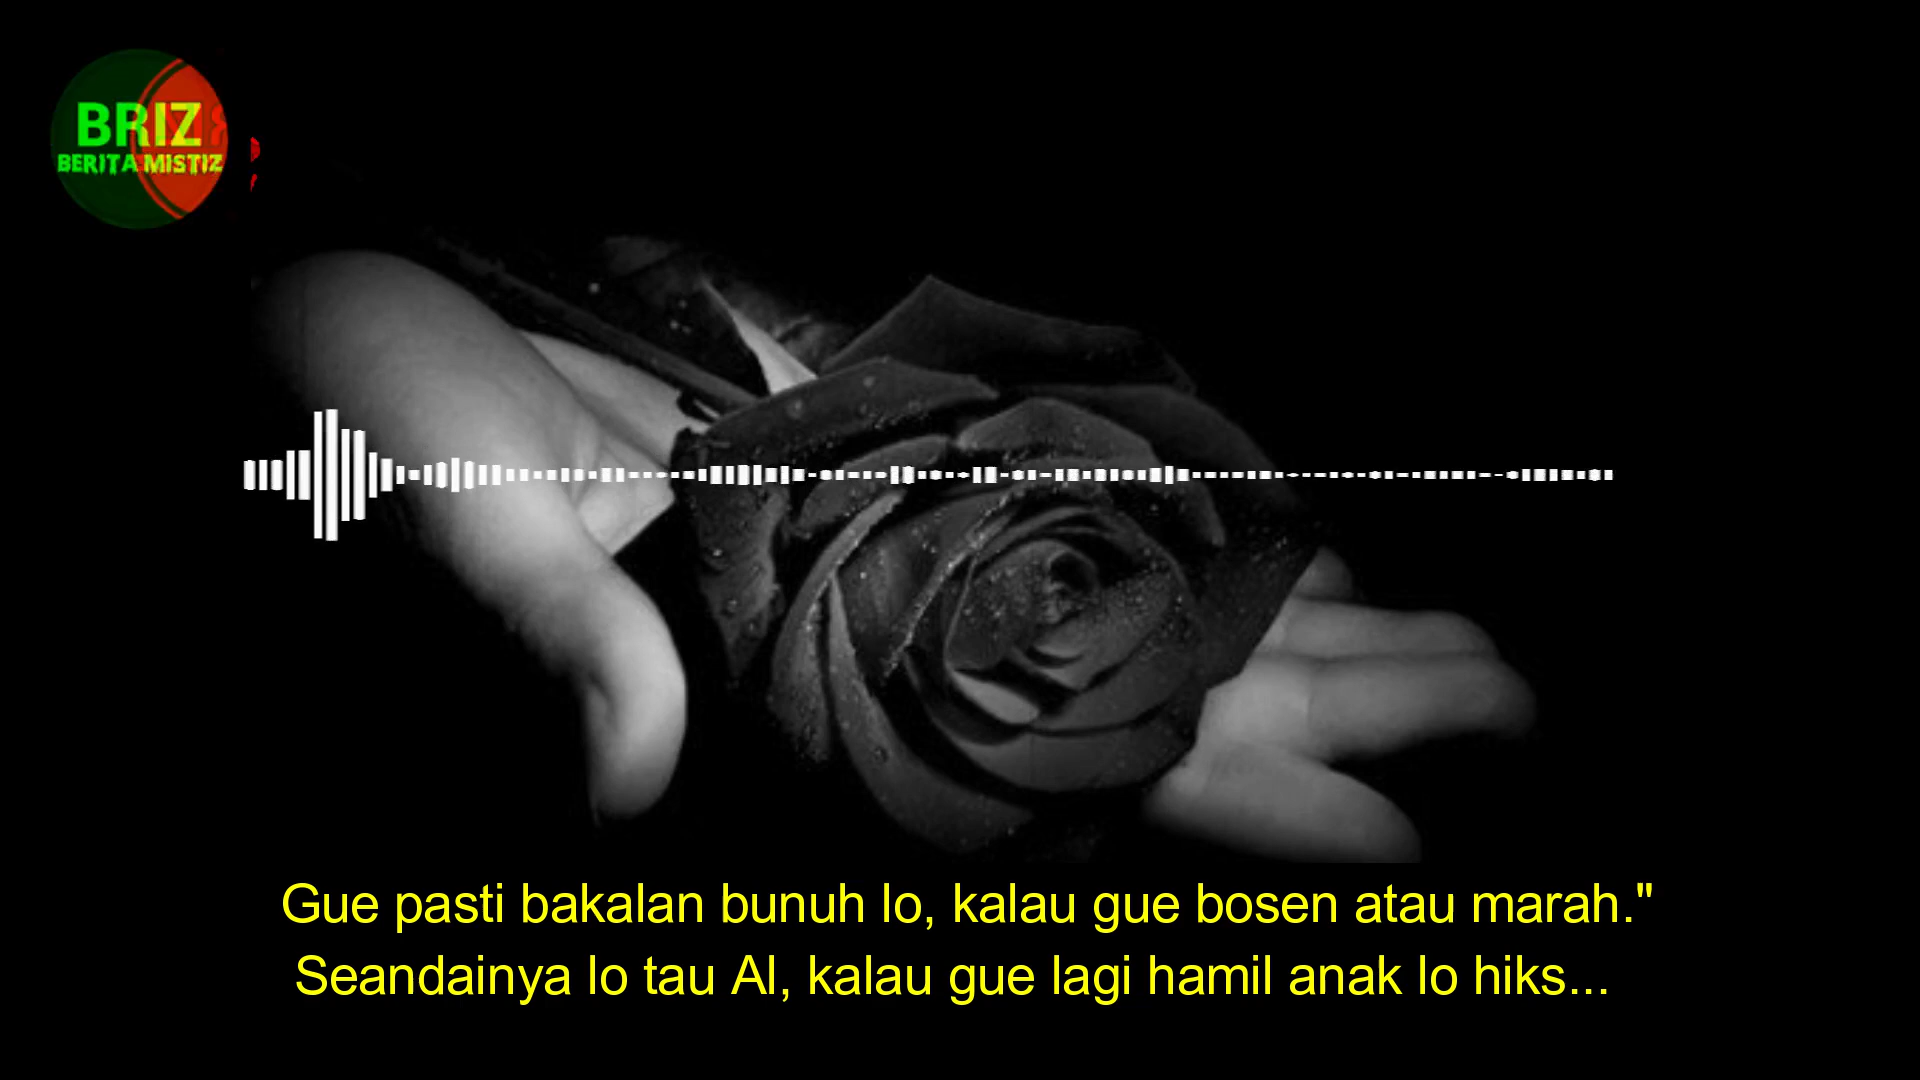 BRIZ
BERITA MISTIZ
Gue pasti bakalan bunuh lo, kalau gue bosen atau marah."
Seandainya lo tau Al, kalau gue lagi hamil anak lo hiks...